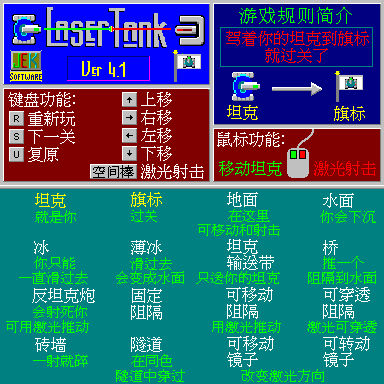 LaserTank
JEK
SOFTWARE
Ver 4.1
游戏规则简介
驾着你的坦克到旗标
就过关了
坦克
旗标
键盘功能:
R 重新玩
S 下一关
U 复原
上移
右移
左移
下移
空间棒 激光射击
鼠标功能:
移动坦克 激光射击
坦克 旗标 地面 水面
就是你 过关 在这里 你会下沉
可移动和射击
冰 薄冰 坦克 桥
你只能 滑过去 输送带 推一个
一直滑过去 会变成水面 只送你的坦克 阻隔到水面
反坦克炮 固定 可移动 可穿透
会射死你 阻隔 阻隔 阻隔
可用激光推动 用激光推动 激光可穿透
砖墙 隧道 可移动 可转动
一射就碎 在同色 镜子 镜子
隧道中穿过 改变激光方向